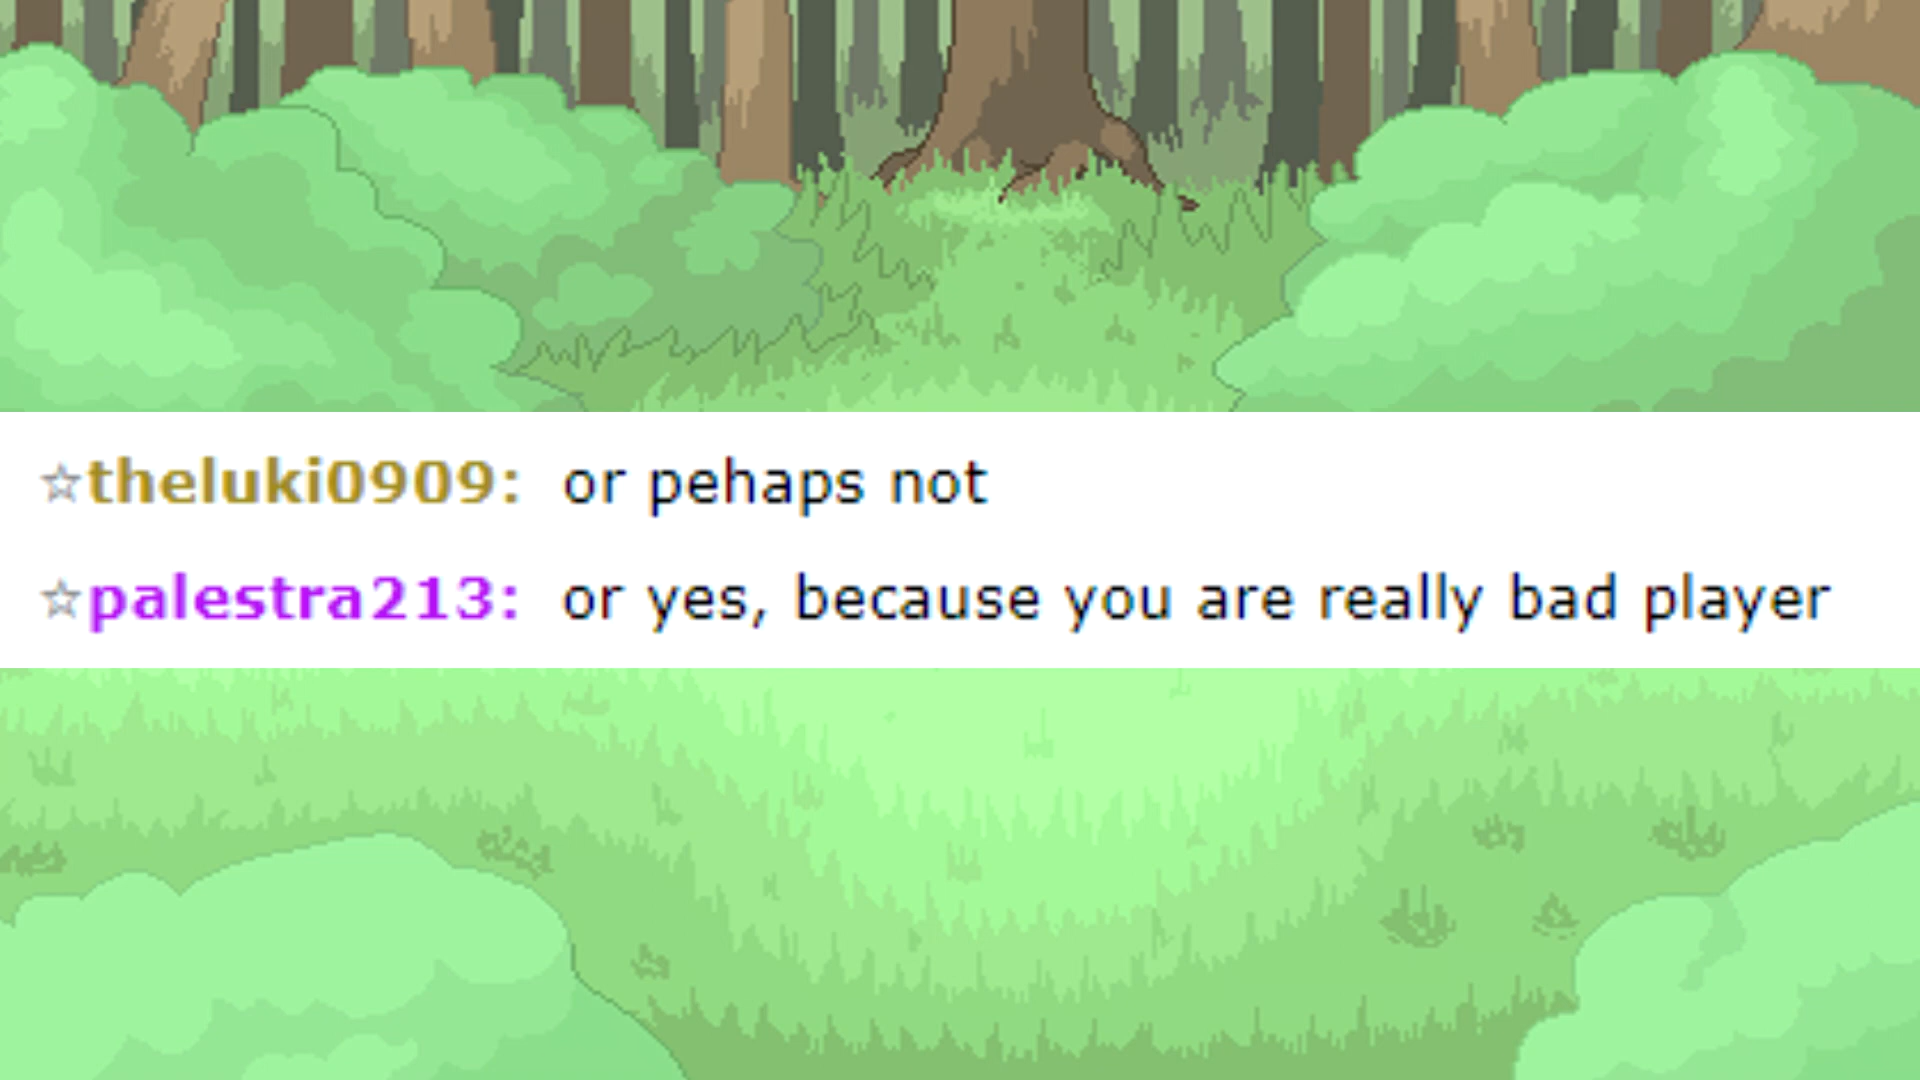 ☆theluki0909: or pehaps not
☆palestra213: or yes, because you are really bad player